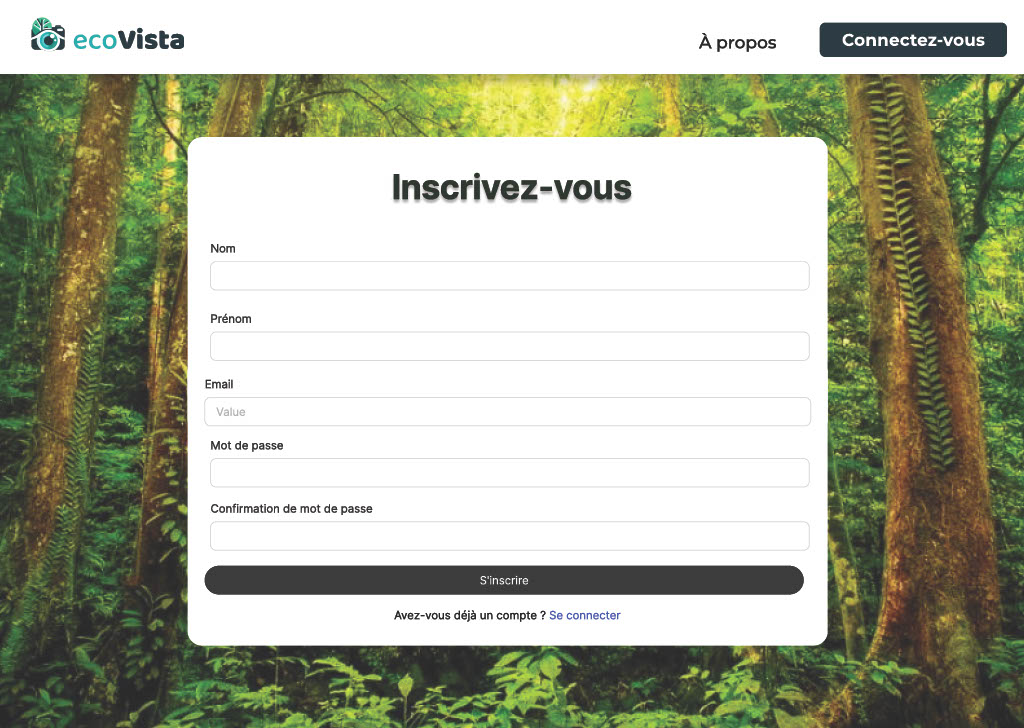 ecoVista
À propos
Connectez-vous
Inscrivez-vous
Nom
Prénom
Email
Value
Mot de passe
Confirmation de mot de passe
S'inscrire
Avez-vous déjà un compte ? Se connecter